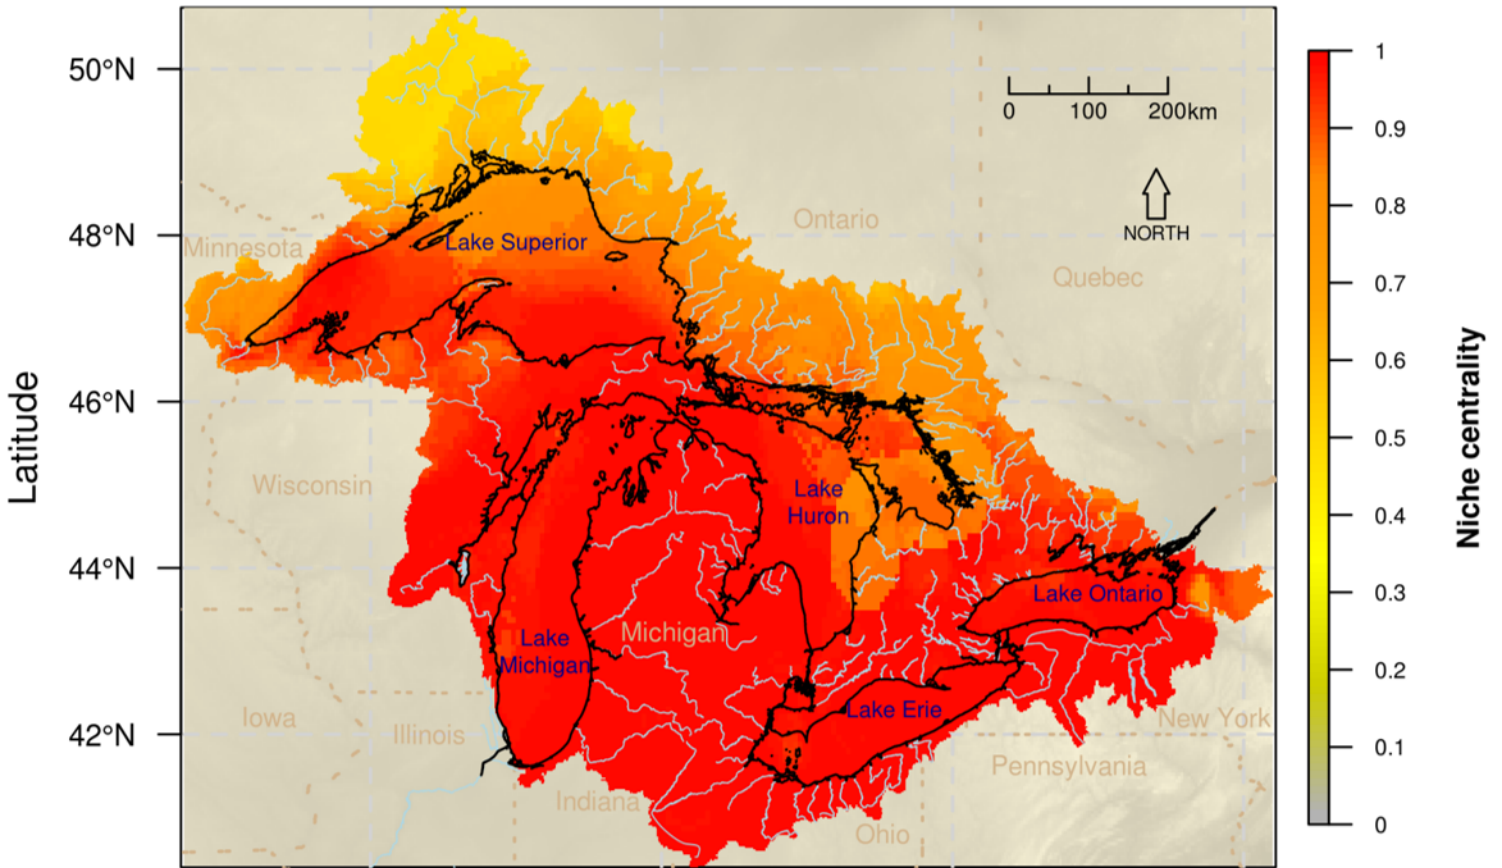 50°N
48°N
46°N
44°N
42°N
Latitude
0 100 200km
NORTH
Ontario
Quebec
Minnesota
Lake Superior
Wisconsin
Lake
Huron
Lake Ontario
Michigan
Lake
Michigan
Lake Erie
Iowa
Illinois
New York
Pennsylvania
Indiana
Ohio
1
0.9
0.8
0.7
0.6
0.5
0.4
0.3
0.2
0.1
0
Niche centrality